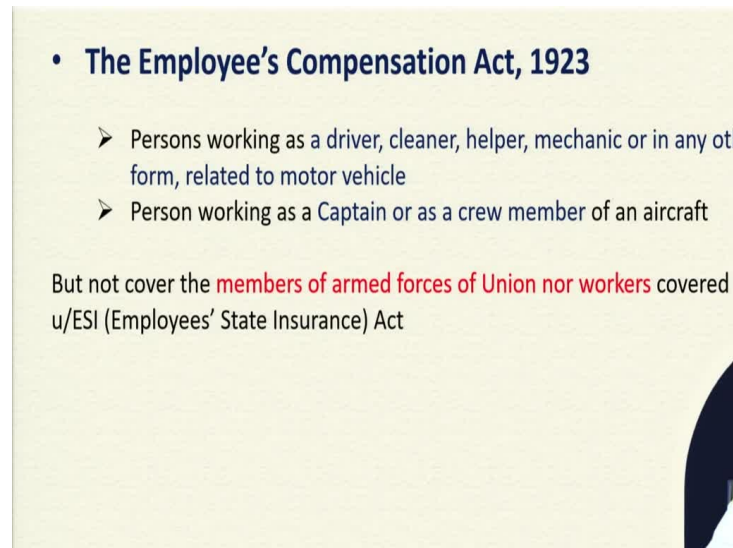 • The Employee's Compensation Act, 1923
➢ Persons working as a driver, cleaner, helper, mechanic or in any
form, related to motor vehicle
➢ Person working as a Captain or as a crew member of an aircraft
But not cover the members of armed forces of Union nor workers covered
u/ESI (Employees' State Insurance) Act